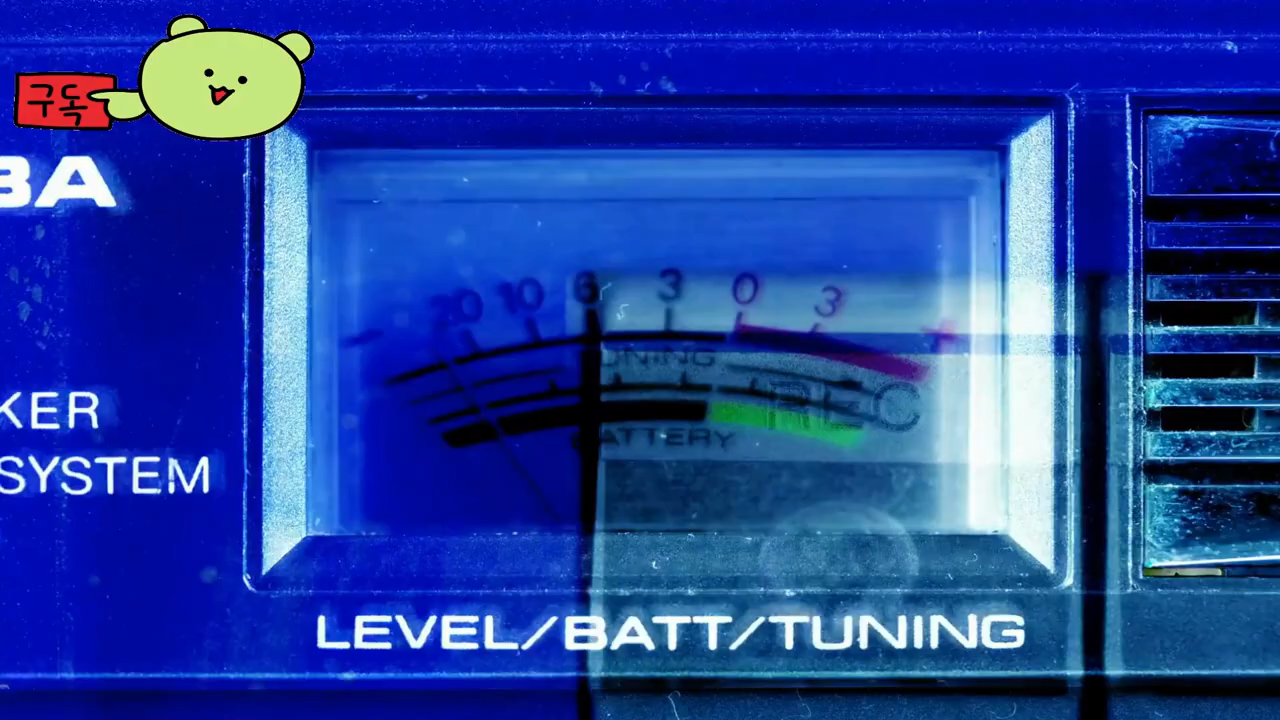 구독
BA
20 10 6 3 0 3
- +
TUNING
REC
BATTERY
KER
SYSTEM
LEVEL/BATT/TUNING